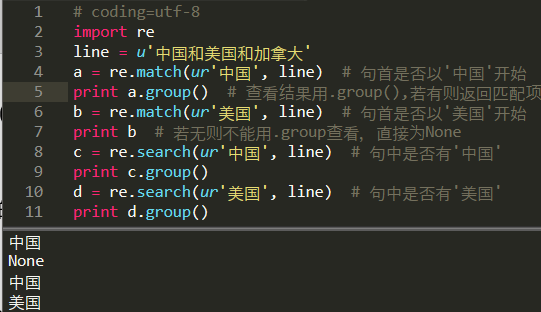 1 # coding=utf-8
2 import re
3 line = u'中国和美国和加拿大'
4 a = re.match(ur'中国', line)  # 句首是否以'中国'开始
5 print a.group()  # 查看结果用.group(),若有则返回匹配项
6 b = re.match(ur'美国', line)  # 句首是否以'美国'开始
7 print b  # 若无则不能用.group查看, 直接为None
8 c = re.search(ur'中国', line)  # 句中是否有'中国'
9 print c.group()
10 d = re.search(ur'美国', line)  # 句中是否有'美国'
11 print d.group()
中国
None
中国
美国